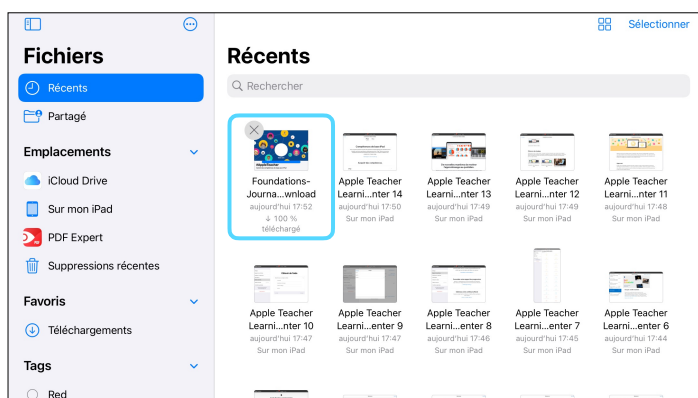 Fichiers
Récents
Partagé
Emplacements
iCloud Drive
Sur mon iPad
PDF Expert
Suppressions récentes
Favoris
Téléchargements
Tags
Red
Sélectionner
Récents
Rechercher
Foundations-
Journa...wnload
aujourd'hui 17:52
↓ 100 %
téléchargé
Apple Teacher
Learni...nter 14
aujourd'hui 17:50
Sur mon iPad
Apple Teacher
Learni...nter 13
aujourd'hui 17:49
Sur mon iPad
Apple Teacher
Learni...nter 12
aujourd'hui 17:49
Sur mon iPad
Apple Teacher
Learni...nter 11
aujourd'hui 17:48
Sur mon iPad
Apple Teacher
Learni...nter 10
aujourd'hui 17:47
Sur mon iPad
Apple Teacher
Learni...enter 9
aujourd'hui 17:47
Sur mon iPad
Apple Teacher
Learni...enter 8
aujourd'hui 17:46
Sur mon iPad
Apple Teacher
Learni...enter 7
aujourd'hui 17:45
Sur mon iPad
Apple Teacher
Learni...enter 6
aujourd'hui 17:44
Sur mon iPad